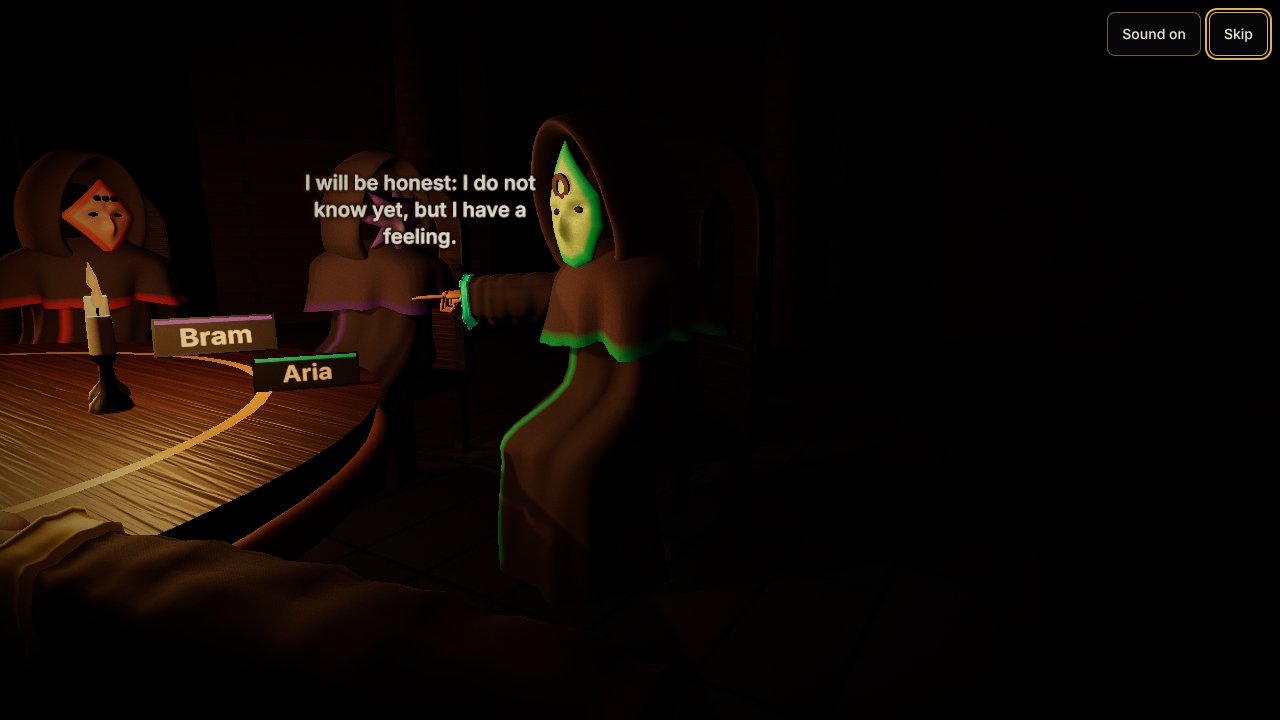 Sound on
Skip
I will be honest: I do not
know yet, but I have a
feeling.
Bram
Aria